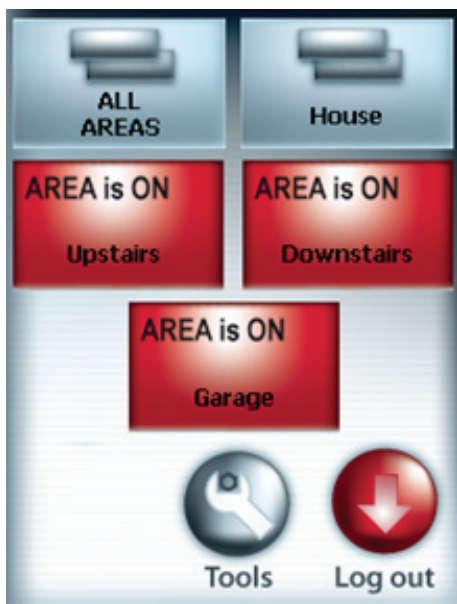 ALL
AREAS
House
AREA is ON
Upstairs
AREA is ON
Downstairs
AREA is ON
Garage
Tools
Log out